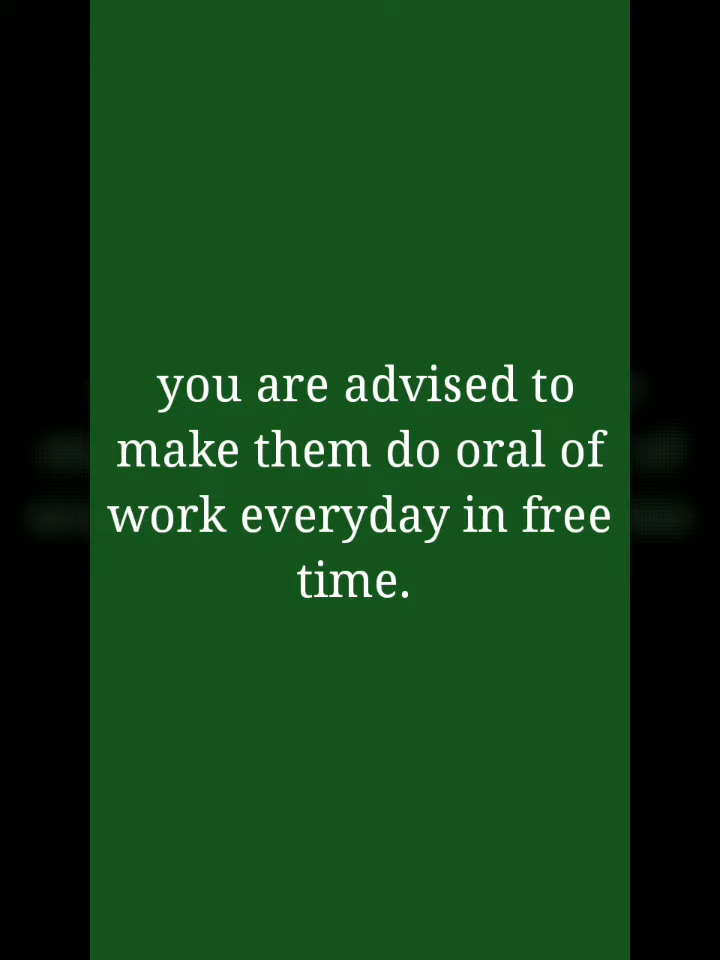 you are advised to
make them do oral of
work everyday in free
time.